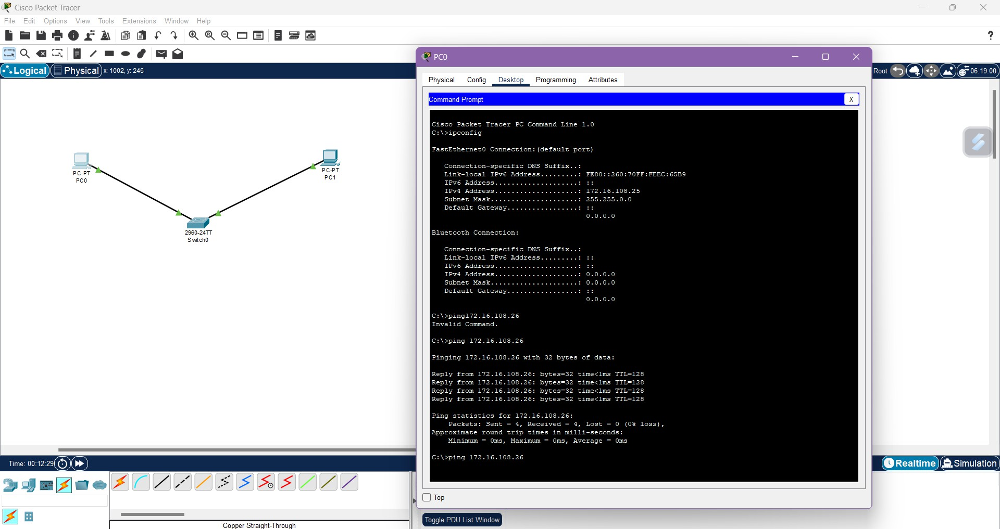 Cisco Packet Tracer
File Edit Options View Tools Extensions Window Help
?
Logical Physical x: 1002, y: 246
Root 06:19:00
PC-PT
PC0
PC-PT
PC1
2960-24TT
Switch0
PC0
Physical Config Desktop Programming Attributes
Command Prompt X
Cisco Packet Tracer PC Command Line 1.0
C:\>ipconfig
FastEthernet0 Connection:(default port)
Connection-specific DNS Suffix..:
Link-local IPv6 Address.........: FE80::260:70FF:FEEC:65B9
IPv6 Address....................: ::
IPv4 Address....................: 172.16.108.25
Subnet Mask.....................: 255.255.0.0
Default Gateway.................: ::
0.0.0.0
Bluetooth Connection:
Connection-specific DNS Suffix..:
Link-local IPv6 Address.........: ::
IPv6 Address....................: ::
IPv4 Address....................: 0.0.0.0
Subnet Mask.....................: 0.0.0.0
Default Gateway.................: ::
0.0.0.0
C:\>ping172.16.108.26
Invalid Command.
C:\>ping 172.16.108.26
Pinging 172.16.108.26 with 32 bytes of data:
Reply from 172.16.108.26: bytes=32 time<1ms TTL=128
Reply from 172.16.108.26: bytes=32 time<1ms TTL=128
Reply from 172.16.108.26: bytes=32 time<1ms TTL=128
Reply from 172.16.108.26: bytes=32 time<1ms TTL=128
Ping statistics for 172.16.108.26:
Packets: Sent = 4, Received = 4, Lost = 0 (0% loss),
Approximate round trip times in milli-seconds:
Minimum = 0ms, Maximum = 0ms, Average = 0ms
C:\>ping 172.16.108.26
Top
Time: 00:12:29
Realtime Simulation
Toggle PDU List Window
Copper Straight-Through